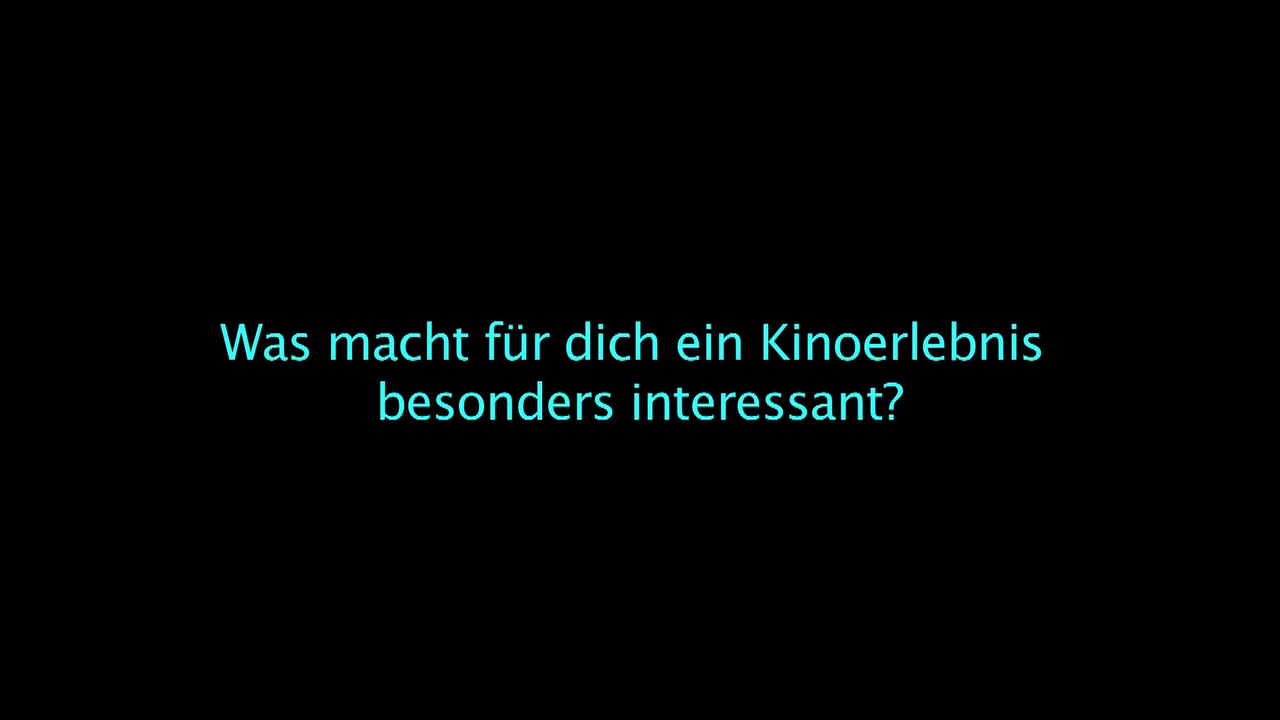 Was macht für dich ein Kinoerlebnis
besonders interessant?